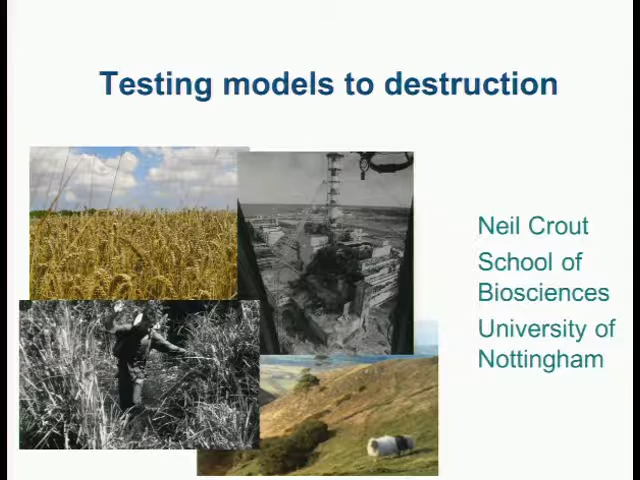 Testing models to destruction
Neil Crout
School of
Biosciences
University of
Nottingham